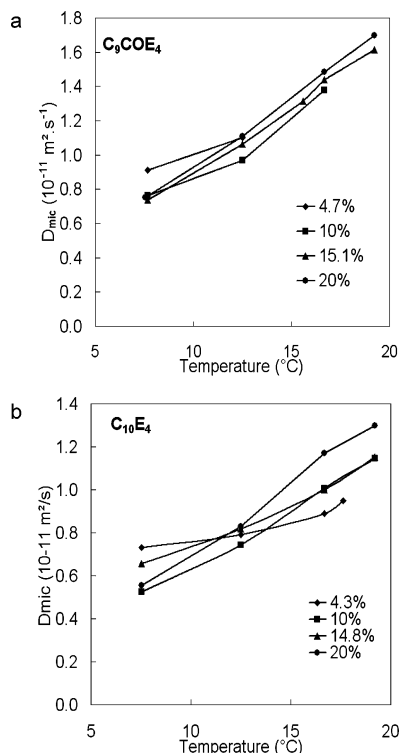 a
C₉COE₄
1.8
1.6
1.4
1.2
1.0
0.8
0.6
0.4
0.2
0.0
Dmic (10⁻¹¹ m².s⁻¹)
4.7%
10%
15.1%
20%
5 10 15 20
Temperature (°C)
b
C₁₀E₄
1.4
1.2
1.0
0.8
0.6
0.4
0.2
0.0
Dmic (10-11 m²/s)
4.3%
10%
14.8%
20%
5 10 15 20
Temperature (°C)